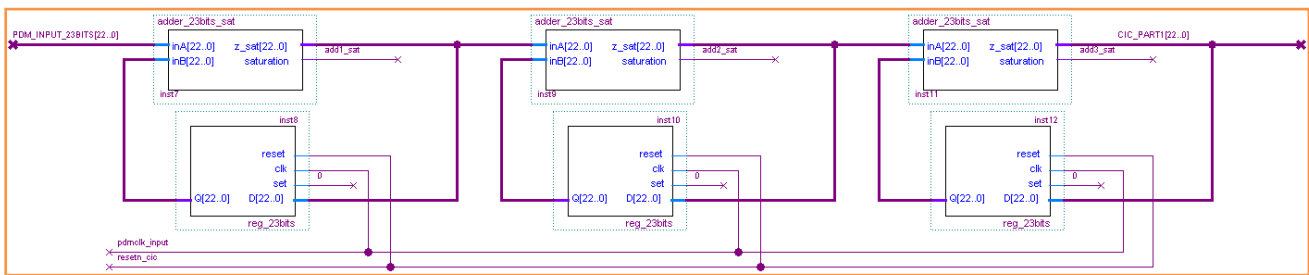 adder_23bits_sat
adder_23bits_sat
adder_23bits_sat
PDM_INPUT_23BITS[22..0]
inA[22..0] z_sat[22..0]
inB[22..0] saturation
add1_sat
inst7
inA[22..0] z_sat[22..0]
inB[22..0] saturation
add2_sat
inst9
inA[22..0] z_sat[22..0]
inB[22..0] saturation
CIC_PART1[22..0]
add3_sat
inst11
inst8
reset
clk
set
0
Q[22..0] D[22..0]
reg_23bits
inst10
reset
clk
set
0
Q[22..0] D[22..0]
reg_23bits
inst12
reset
clk
set
0
Q[22..0] D[22..0]
reg_23bits
pdmclk_input
resetn_cic